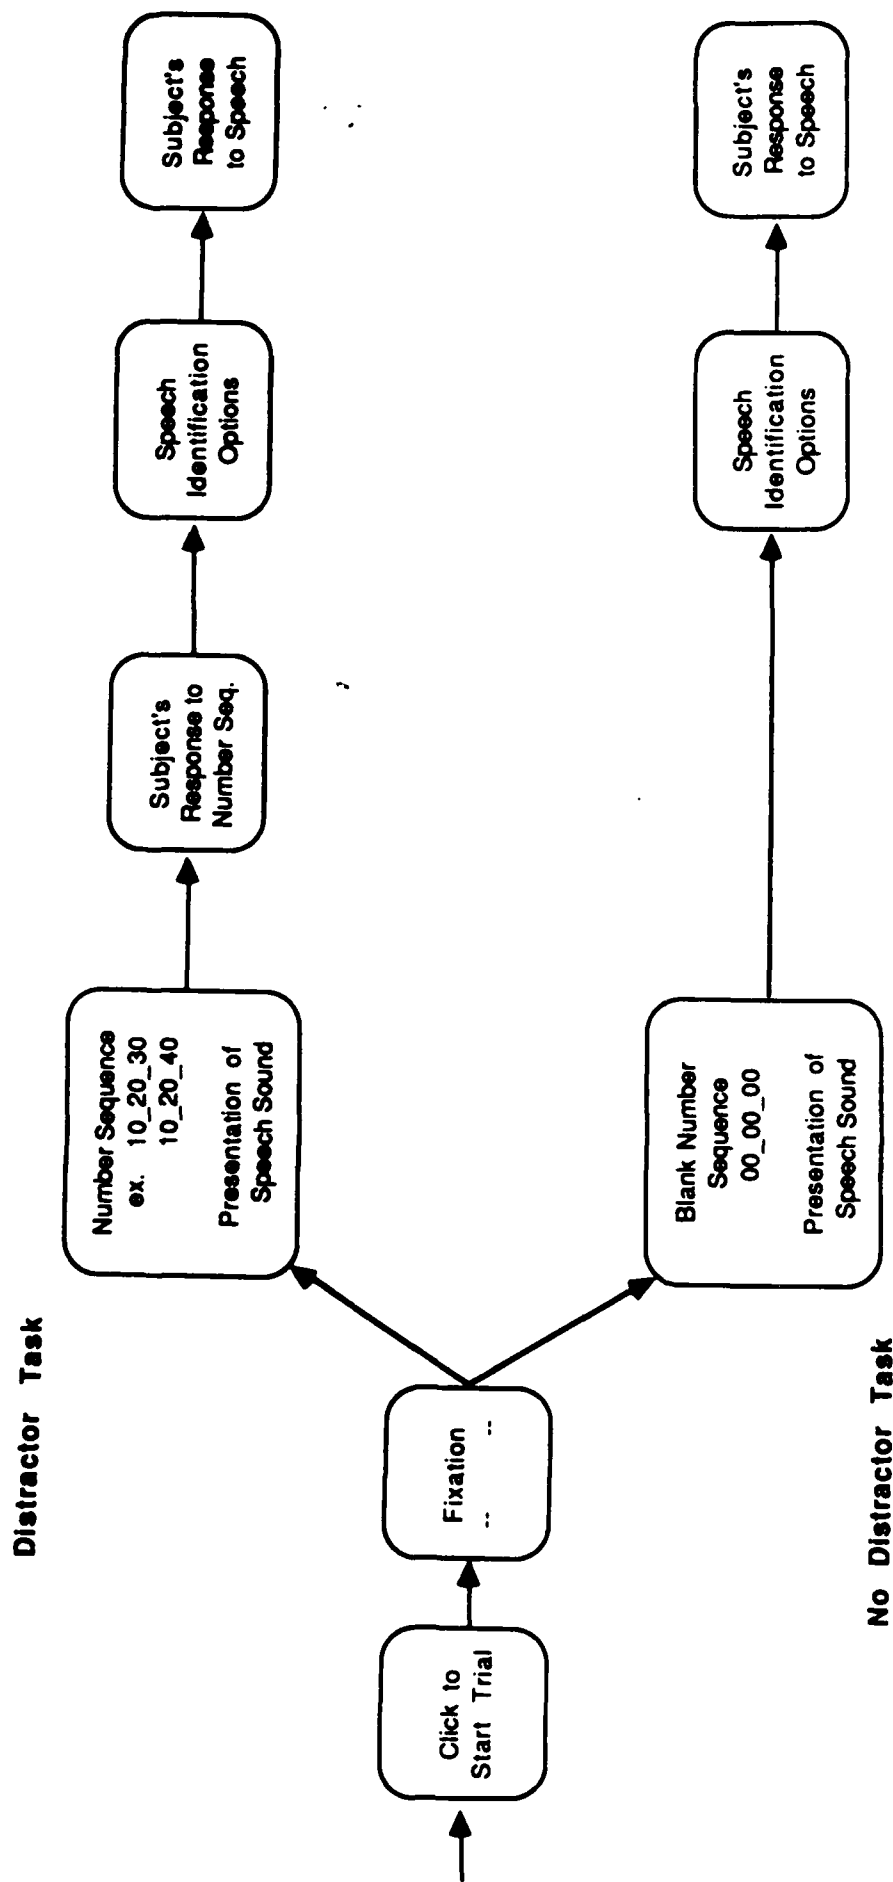 Distractor Task
Click to
Start Trial
Fixation
-- --
Number Sequence
ex. 10_20_30
10_20_40
Presentation of
Speech Sound
Subject's
Response to
Number Seq.
Speech
Identification
Options
Subject's
Response
to Speech
Blank Number
Sequence
00_00_00
Presentation of
Speech Sound
Speech
Identification
Options
Subject's
Response
to Speech
No Distractor Task